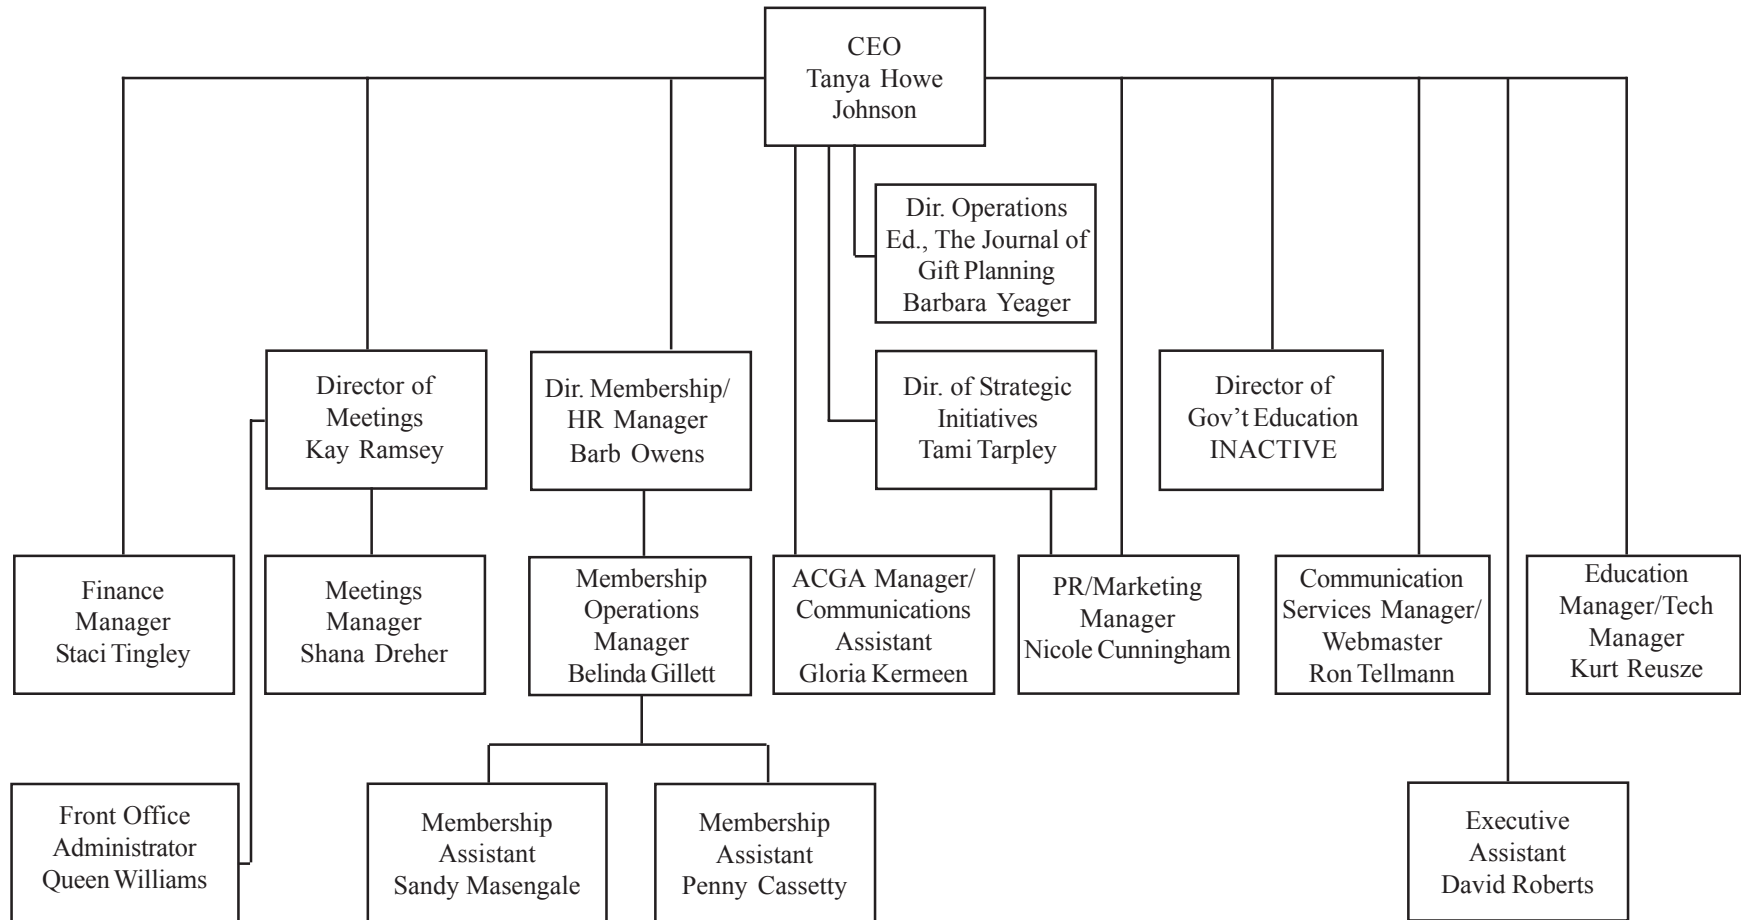 CEO
Tanya Howe
Johnson
Dir. Operations
Ed., The Journal of
Gift Planning
Barbara Yeager
Director of
Meetings
Kay Ramsey
Dir. Membership/
HR Manager
Barb Owens
Dir. of Strategic
Initiatives
Tami Tarpley
Director of
Gov't Education
INACTIVE
Finance
Manager
Staci Tingley
Meetings
Manager
Shana Dreher
Membership
Operations
Manager
Belinda Gillett
ACGA Manager/
Communications
Assistant
Gloria Kermeen
PR/Marketing
Manager
Nicole Cunningham
Communication
Services Manager/
Webmaster
Ron Tellmann
Education
Manager/Tech
Manager
Kurt Reusze
Front Office
Administrator
Queen Williams
Membership
Assistant
Sandy Masengale
Membership
Assistant
Penny Cassetty
Executive
Assistant
David Roberts